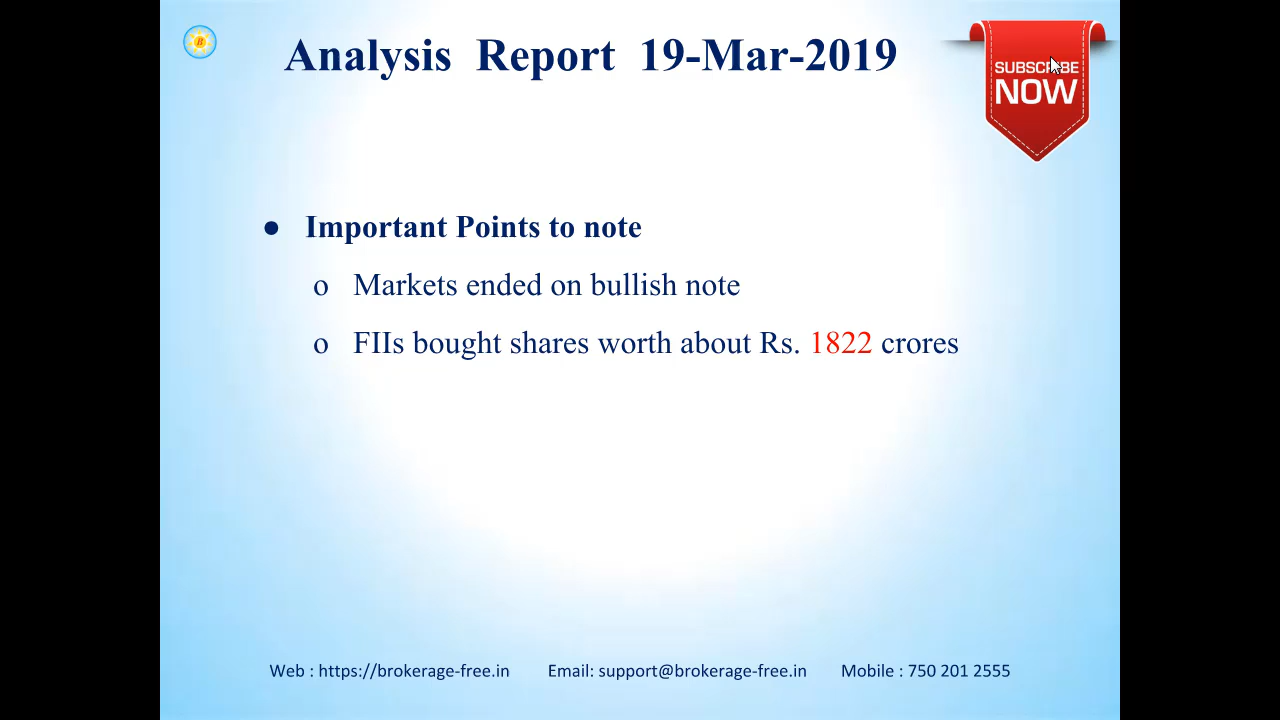 Analysis Report 19-Mar-2019
SUBSCRIBE
NOW
● Important Points to note
o Markets ended on bullish note
o FIIs bought shares worth about Rs. 1822 crores
Web : https://brokerage-free.in Email: support@brokerage-free.in Mobile : 750 201 2555